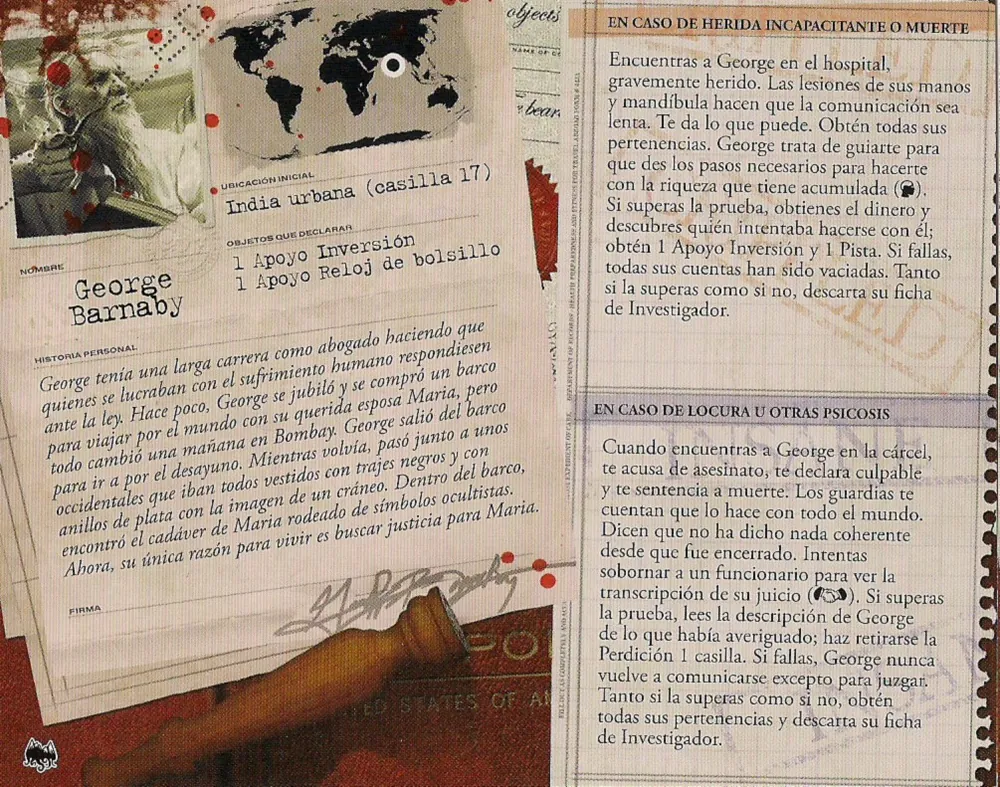 UBICACIÓN INICIAL
India urbana (casilla 17)
OBJETOS QUE DECLARAR
1 Apoyo Inversión
1 Apoyo Reloj de bolsillo
NOMBRE
George
Barnaby
HISTORIA PERSONAL
George tenía una larga carrera como abogado haciendo que
quienes se lucraban con el sufrimiento humano respondiesen
ante la ley. Hace poco, George se jubiló y se compró un barco
para viajar por el mundo con su querida esposa Maria, pero
todo cambió una mañana en Bombay. George salió del barco
para ir a por el desayuno. Mientras volvía, pasó junto a unos
occidentales que iban todos vestidos con trajes negros y con
anillos de plata con la imagen de un cráneo. Dentro del barco,
encontró el cadáver de Maria rodeado de símbolos ocultistas.
Ahora, su única razón para vivir es buscar justicia para Maria.
FIRMA
objects
EN CASO DE HERIDA INCAPACITANTE O MUERTE
Encuentras a George en el hospital,
gravemente herido. Las lesiones de sus manos
y mandíbula hacen que la comunicación sea
lenta. Te da lo que puede. Obtén todas sus
pertenencias. George trata de guiarte para
que des los pasos necesarios para hacerte
con la riqueza que tiene acumulada ( ).
Si superas la prueba, obtienes el dinero y
descubres quién intentaba hacerse con él;
obtén 1 Apoyo Inversión y 1 Pista. Si fallas,
todas sus cuentas han sido vaciadas. Tanto
si la superas como si no, descarta su ficha
de Investigador.
EN CASO DE LOCURA U OTRAS PSICOSIS
Cuando encuentras a George en la cárcel,
te acusa de asesinato, te declara culpable
y te sentencia a muerte. Los guardias te
cuentan que lo hace con todo el mundo.
Dicen que no ha dicho nada coherente
desde que fue encerrado. Intentas
sobornar a un funcionario para ver la
transcripción de su juicio ( ). Si superas
la prueba, lees la descripción de George
de lo que había averiguado; haz retirarse la
Perdición 1 casilla. Si fallas, George nunca
vuelve a comunicarse excepto para juzgar.
Tanto si la superas como si no, obtén
todas sus pertenencias y descarta su ficha
de Investigador.
STATES OF